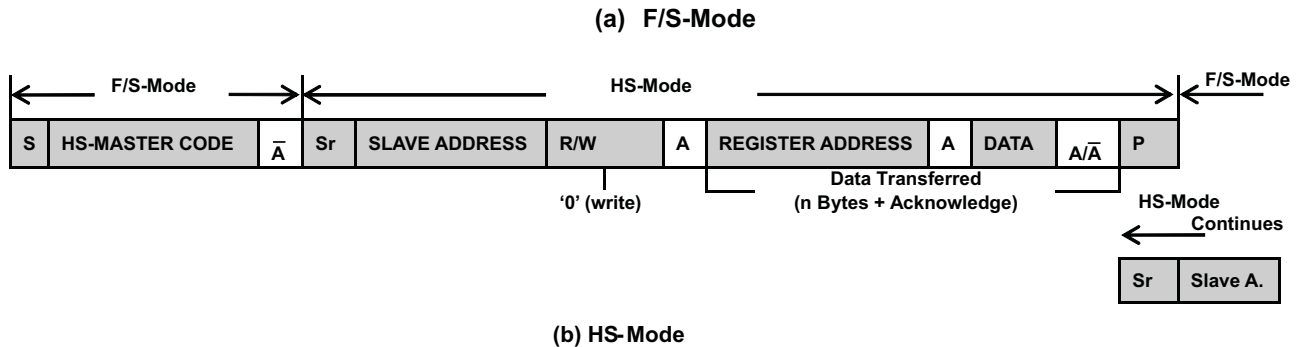 (a) F/S-Mode
F/S-Mode HS-Mode F/S-Mode
S HS-MASTER CODE A̅ Sr SLAVE ADDRESS R/W A REGISTER ADDRESS A DATA A/A̅ P
Data Transferred
‘0’ (write) (n Bytes + Acknowledge) HS-Mode
Continues
Sr Slave A.
(b) HS-Mode